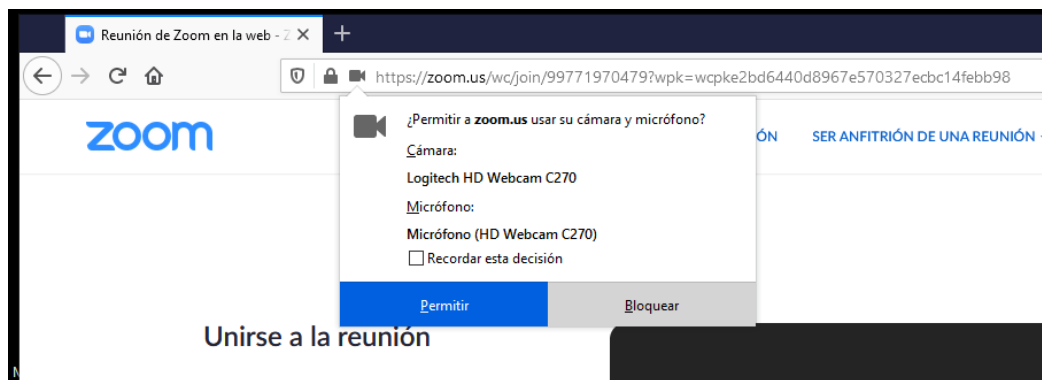 Reunión de Zoom en la web - Z
https://zoom.us/wc/join/99771970479?wpk=wcpke2bd6440d8967e570327ecbc14febb98
zoom
¿Permitir a zoom.us usar su cámara y micrófono?
ÓN
SER ANFITRIÓN DE UNA REUNIÓN
Cámara:
Logitech HD Webcam C270
Micrófono:
Micrófono (HD Webcam C270)
Recordar esta decisión
Permitir
Bloquear
Unirse a la reunión